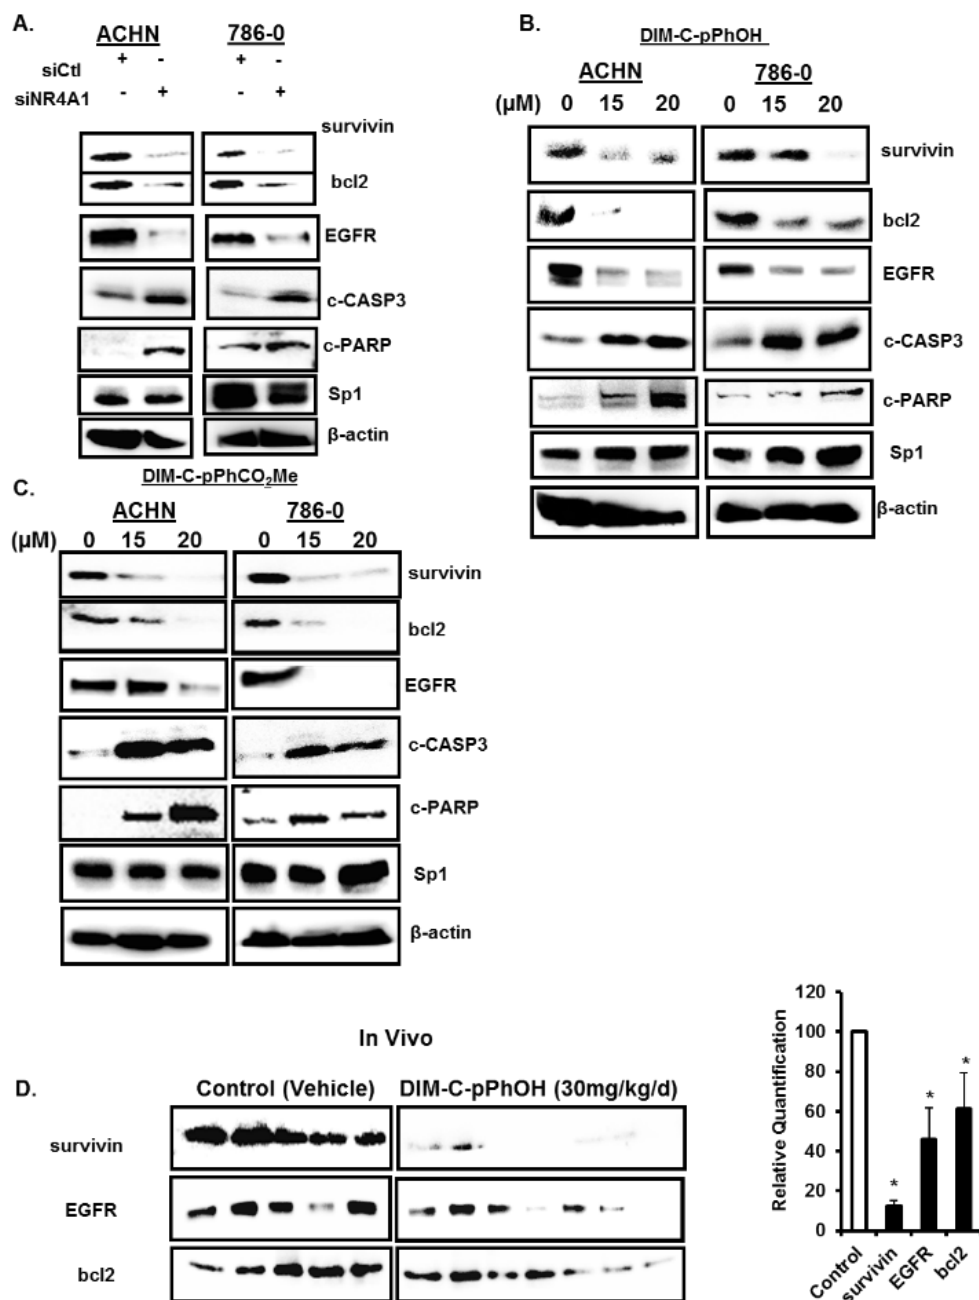 A.
ACHN 786-0
siCtl + - + -
siNR4A1 - + - +
survivin
bcl2
EGFR
c-CASP3
c-PARP
Sp1
β-actin
B.
DIM-C-pPhOH
ACHN 786-0
(μM) 0 15 20 0 15 20
survivin
bcl2
EGFR
c-CASP3
c-PARP
Sp1
β-actin
C.
DIM-C-pPhCO₂Me
ACHN 786-0
(μM) 0 15 20 0 15 20
survivin
bcl2
EGFR
c-CASP3
c-PARP
Sp1
β-actin
In Vivo
D.
Control (Vehicle) DIM-C-pPhOH (30mg/kg/d)
survivin
EGFR
bcl2
Relative Quantification
120
100
80
60
40
20
0
* * *
Control survivin EGFR bcl2